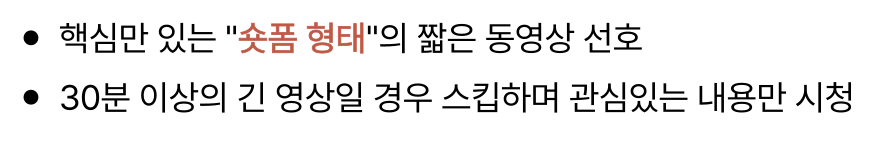 • 핵심만 있는 "숏폼 형태"의 짧은 동영상 선호
• 30분 이상의 긴 영상일 경우 스킵하며 관심있는 내용만 시청